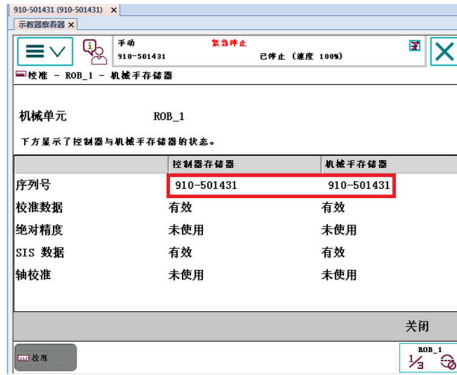 910-501431 (910-501431) ×
示教器察看器 ×
手动 紧急停止
910-501431 已停止 (速度 100%)
校准 - ROB_1 - 机械手存储器
机械单元 ROB_1
下方显示了控制器与机械手存储器的状态。
控制器存储器 机械手存储器
序列号 910-501431 910-501431
校准数据 有效 有效
绝对精度 未使用 未使用
SIS 数据 有效 有效
轴校准 未使用 未使用
关闭
校准
ROB_1
1/3